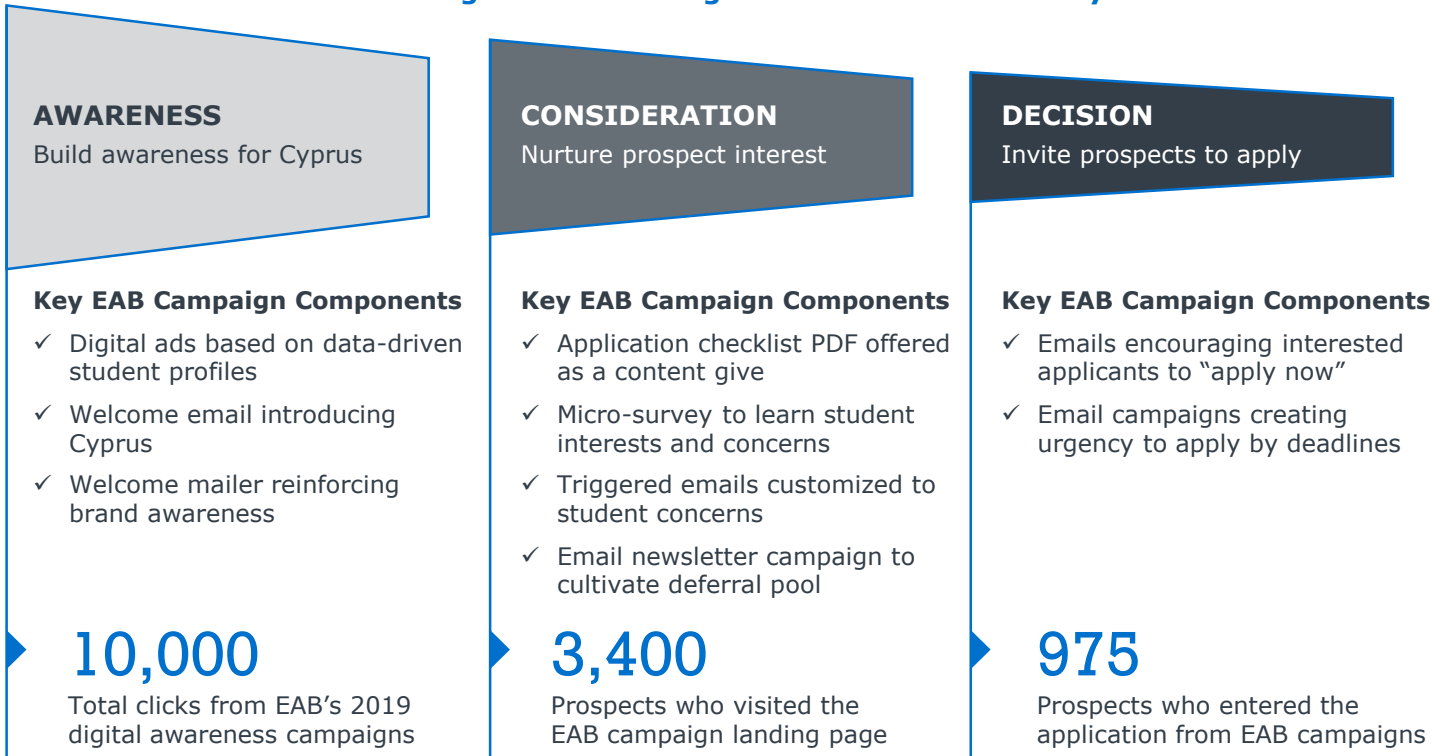 AWARENESS
Build awareness for Cyprus
Key EAB Campaign Components
✓ Digital ads based on data-driven
student profiles
✓ Welcome email introducing
Cyprus
✓ Welcome mailer reinforcing
brand awareness
10,000
Total clicks from EAB’s 2019
digital awareness campaigns
CONSIDERATION
Nurture prospect interest
Key EAB Campaign Components
✓ Application checklist PDF offered
as a content give
✓ Micro-survey to learn student
interests and concerns
✓ Triggered emails customized to
student concerns
✓ Email newsletter campaign to
cultivate deferral pool
3,400
Prospects who visited the
EAB campaign landing page
DECISION
Invite prospects to apply
Key EAB Campaign Components
✓ Emails encouraging interested
applicants to “apply now”
✓ Email campaigns creating
urgency to apply by deadlines
975
Prospects who entered the
application from EAB campaigns